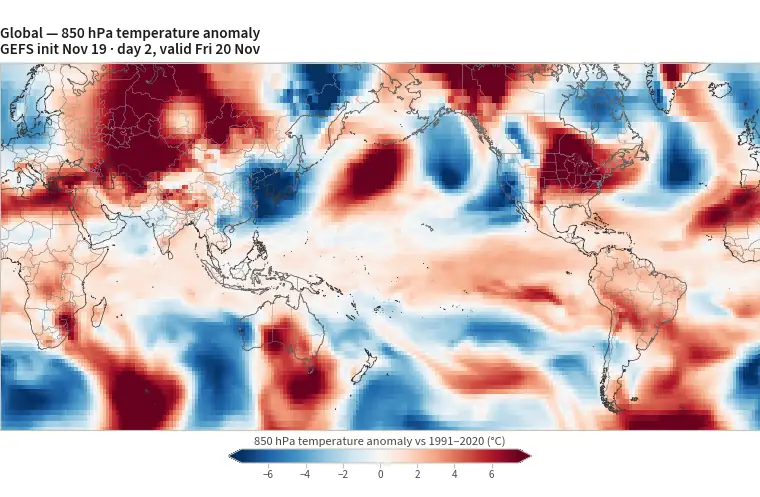 Global — 850 hPa temperature anomaly
GEFS init Nov 19 · day 2, valid Fri 20 Nov
850 hPa temperature anomaly vs 1991–2020 (°C)
−6 −4 −2 0 2 4 6